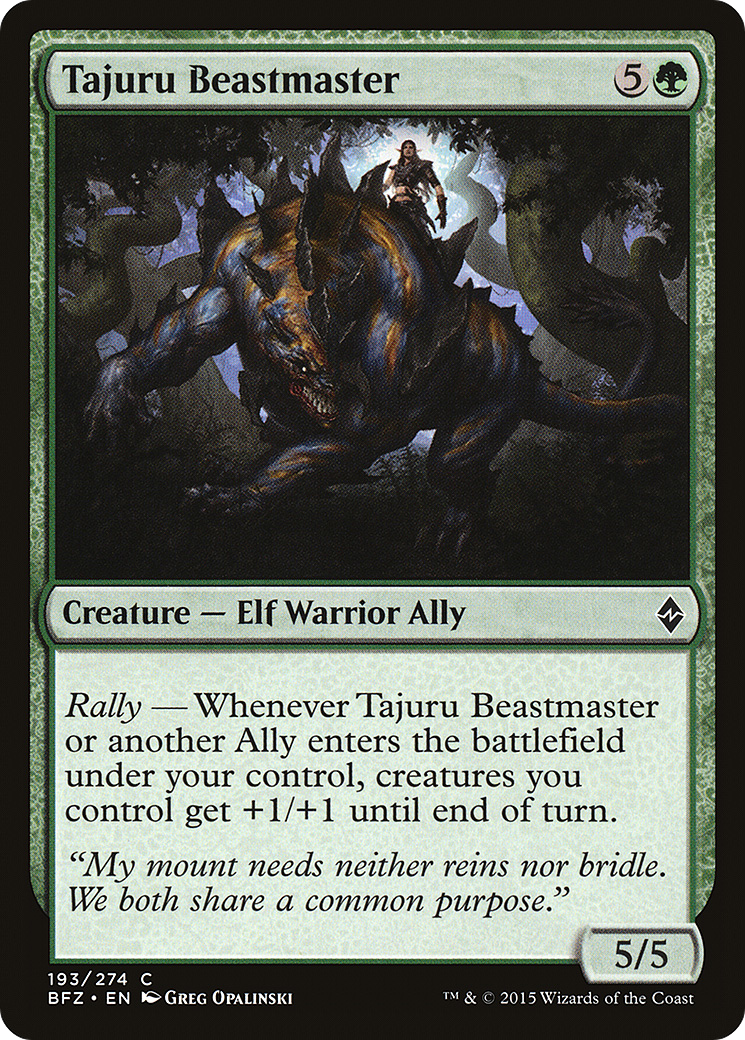 Tajuru Beastmaster 5
Creature — Elf Warrior Ally
Rally — Whenever Tajuru Beastmaster
or another Ally enters the battlefield
under your control, creatures you
control get +1/+1 until end of turn.
“My mount needs neither reins nor bridle.
We both share a common purpose.”
5/5
193/274 C
BFZ • EN Greg Opalinski
™ & © 2015 Wizards of the Coast